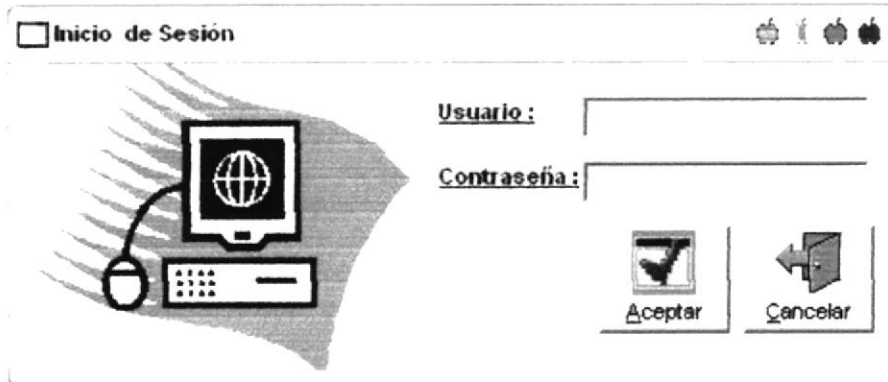 Inicio de Sesión
Usuario :
Contraseña :
Aceptar
Cancelar